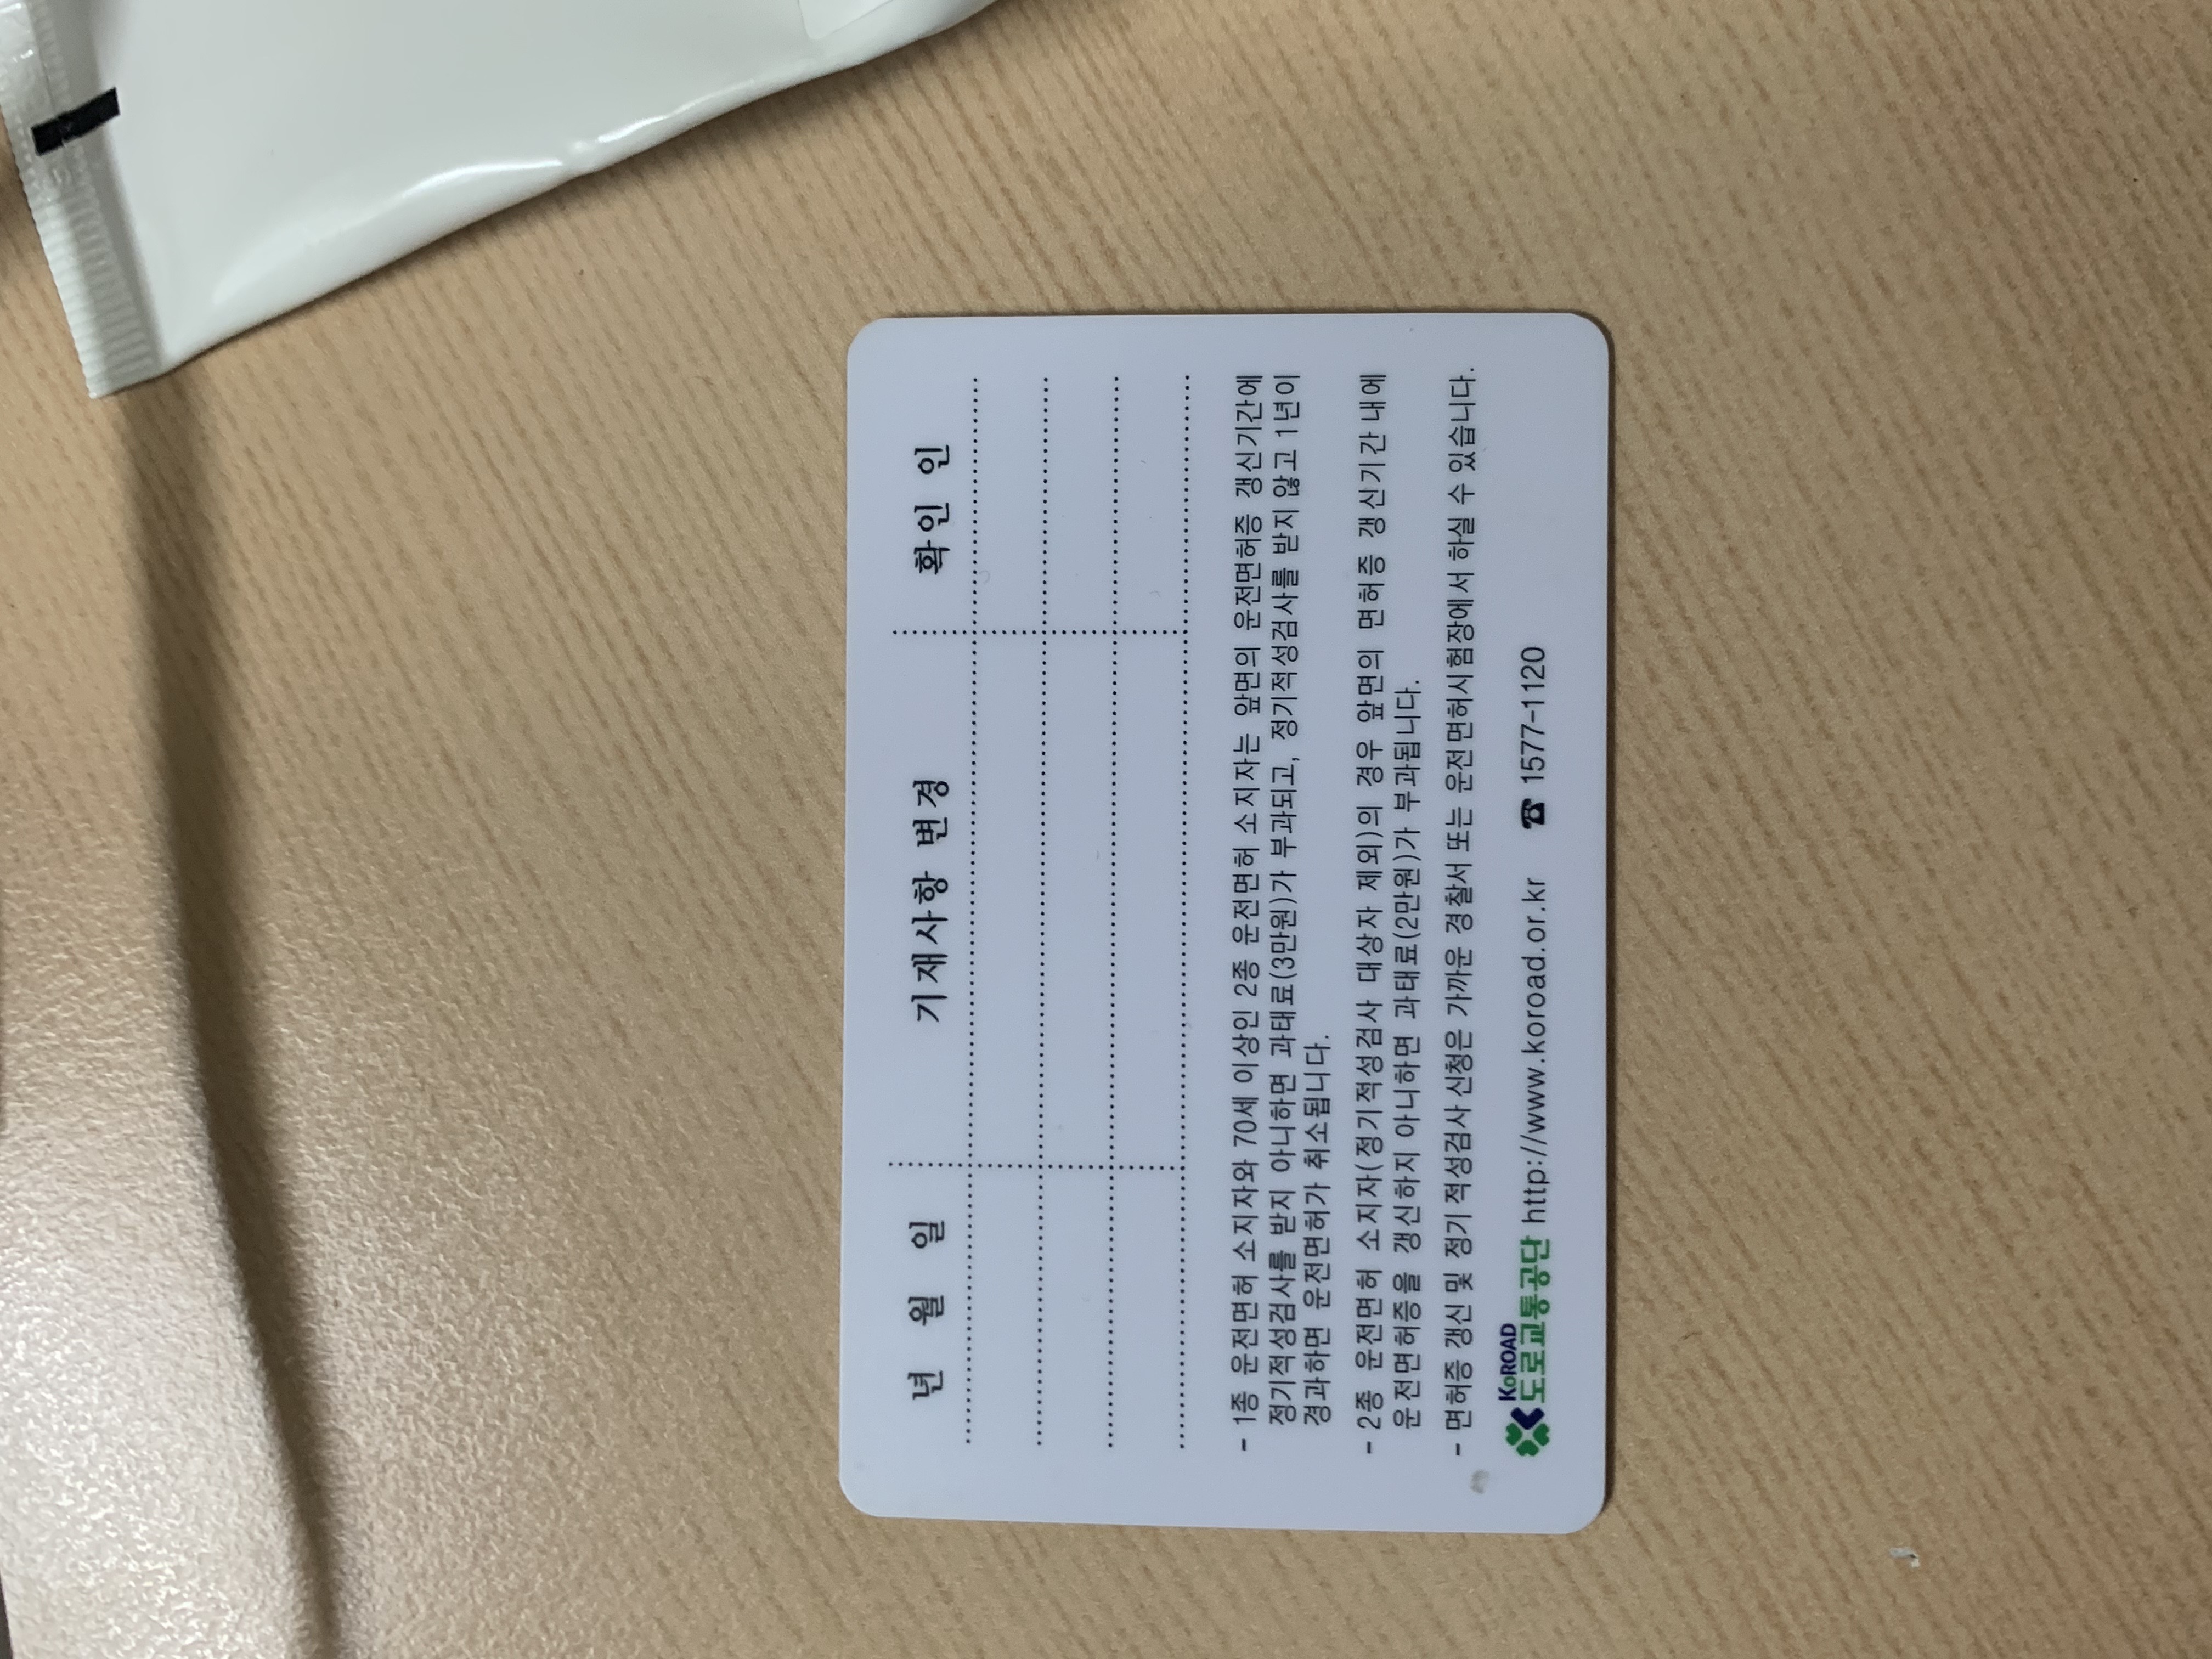 년 월 일 기재사항 변경 확인 인
- 1종 운전면허 소지자와 70세 이상인 2종 운전면허 소지자는 앞면의 운전면허증 갱신기간에
정기적성검사를 받지 아니하면 과태료(3만원)가 부과되고, 정기적성검사를 받지 않고 1년이
경과하면 운전면허가 취소됩니다.
- 2종 운전면허 소지자(정기적성검사 대상자 제외)의 경우 앞면의 면허증 갱신기간 내에
운전면허증을 갱신하지 아니하면 과태료(2만원)가 부과됩니다.
- 면허증 갱신 및 정기 적성검사 신청은 가까운 경찰서 또는 운전면허시험장에서 하실 수 있습니다.
KoROAD
도로교통공단 http://www.koroad.or.kr ☎ 1577-1120